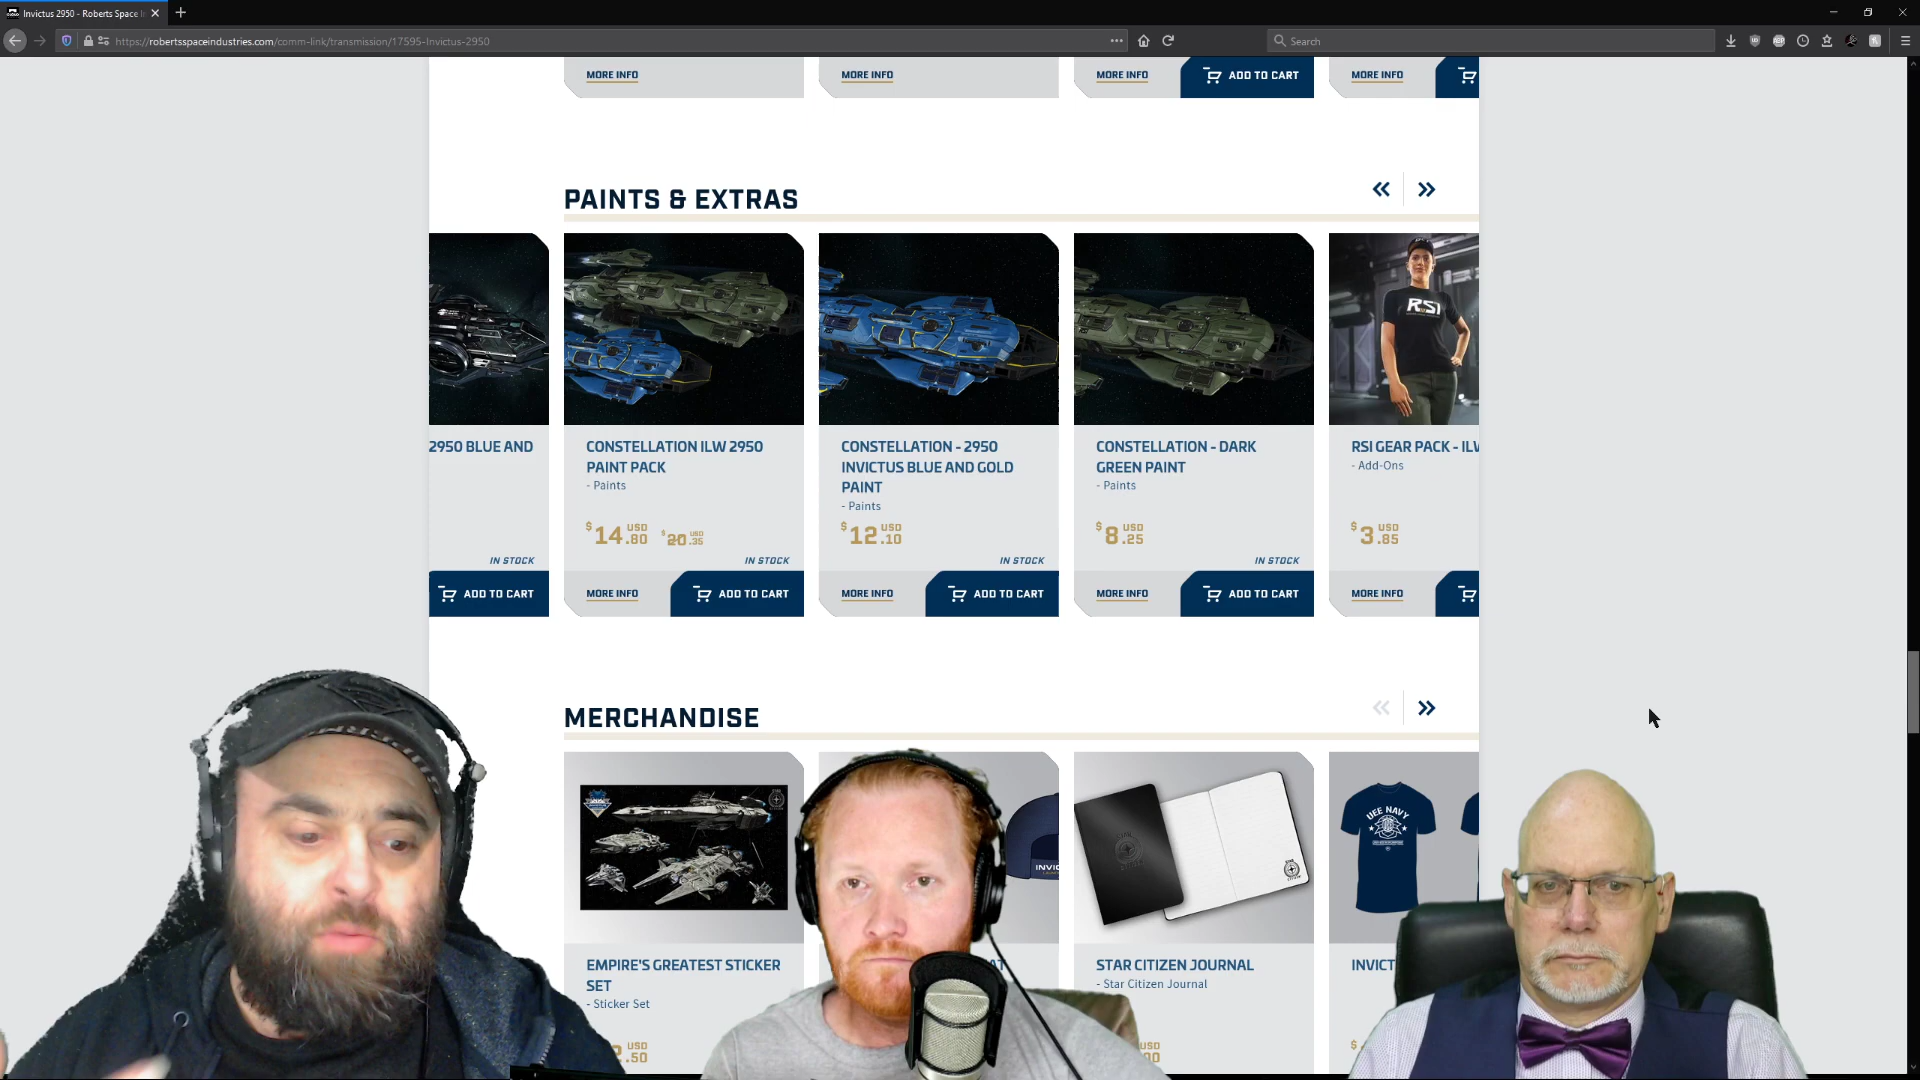 Invictus 2950 - Roberts Space I
https://robertsspaceindustries.com/comm-link/transmission/17595-Invictus-2950
Search
MORE INFO
MORE INFO
MORE INFO
ADD TO CART
MORE INFO
PAINTS & EXTRAS
RSI
2950 BLUE AND
IN STOCK
ADD TO CART
CONSTELLATION ILW 2950
PAINT PACK
- Paints
$14.80 USD $20.35 USD
IN STOCK
MORE INFO
ADD TO CART
CONSTELLATION - 2950
INVICTUS BLUE AND GOLD
PAINT
- Paints
$12.10 USD
IN STOCK
MORE INFO
ADD TO CART
CONSTELLATION - DARK
GREEN PAINT
- Paints
$8.25 USD
IN STOCK
MORE INFO
ADD TO CART
RSI GEAR PACK - ILW
- Add-Ons
$3.85 USD
MORE INFO
MERCHANDISE
INVIC
UEE NAVY
EMPIRE'S GREATEST STICKER
SET
- Sticker Set
.50 USD
AT
STAR CITIZEN JOURNAL
- Star Citizen Journal
00
INVICT
$